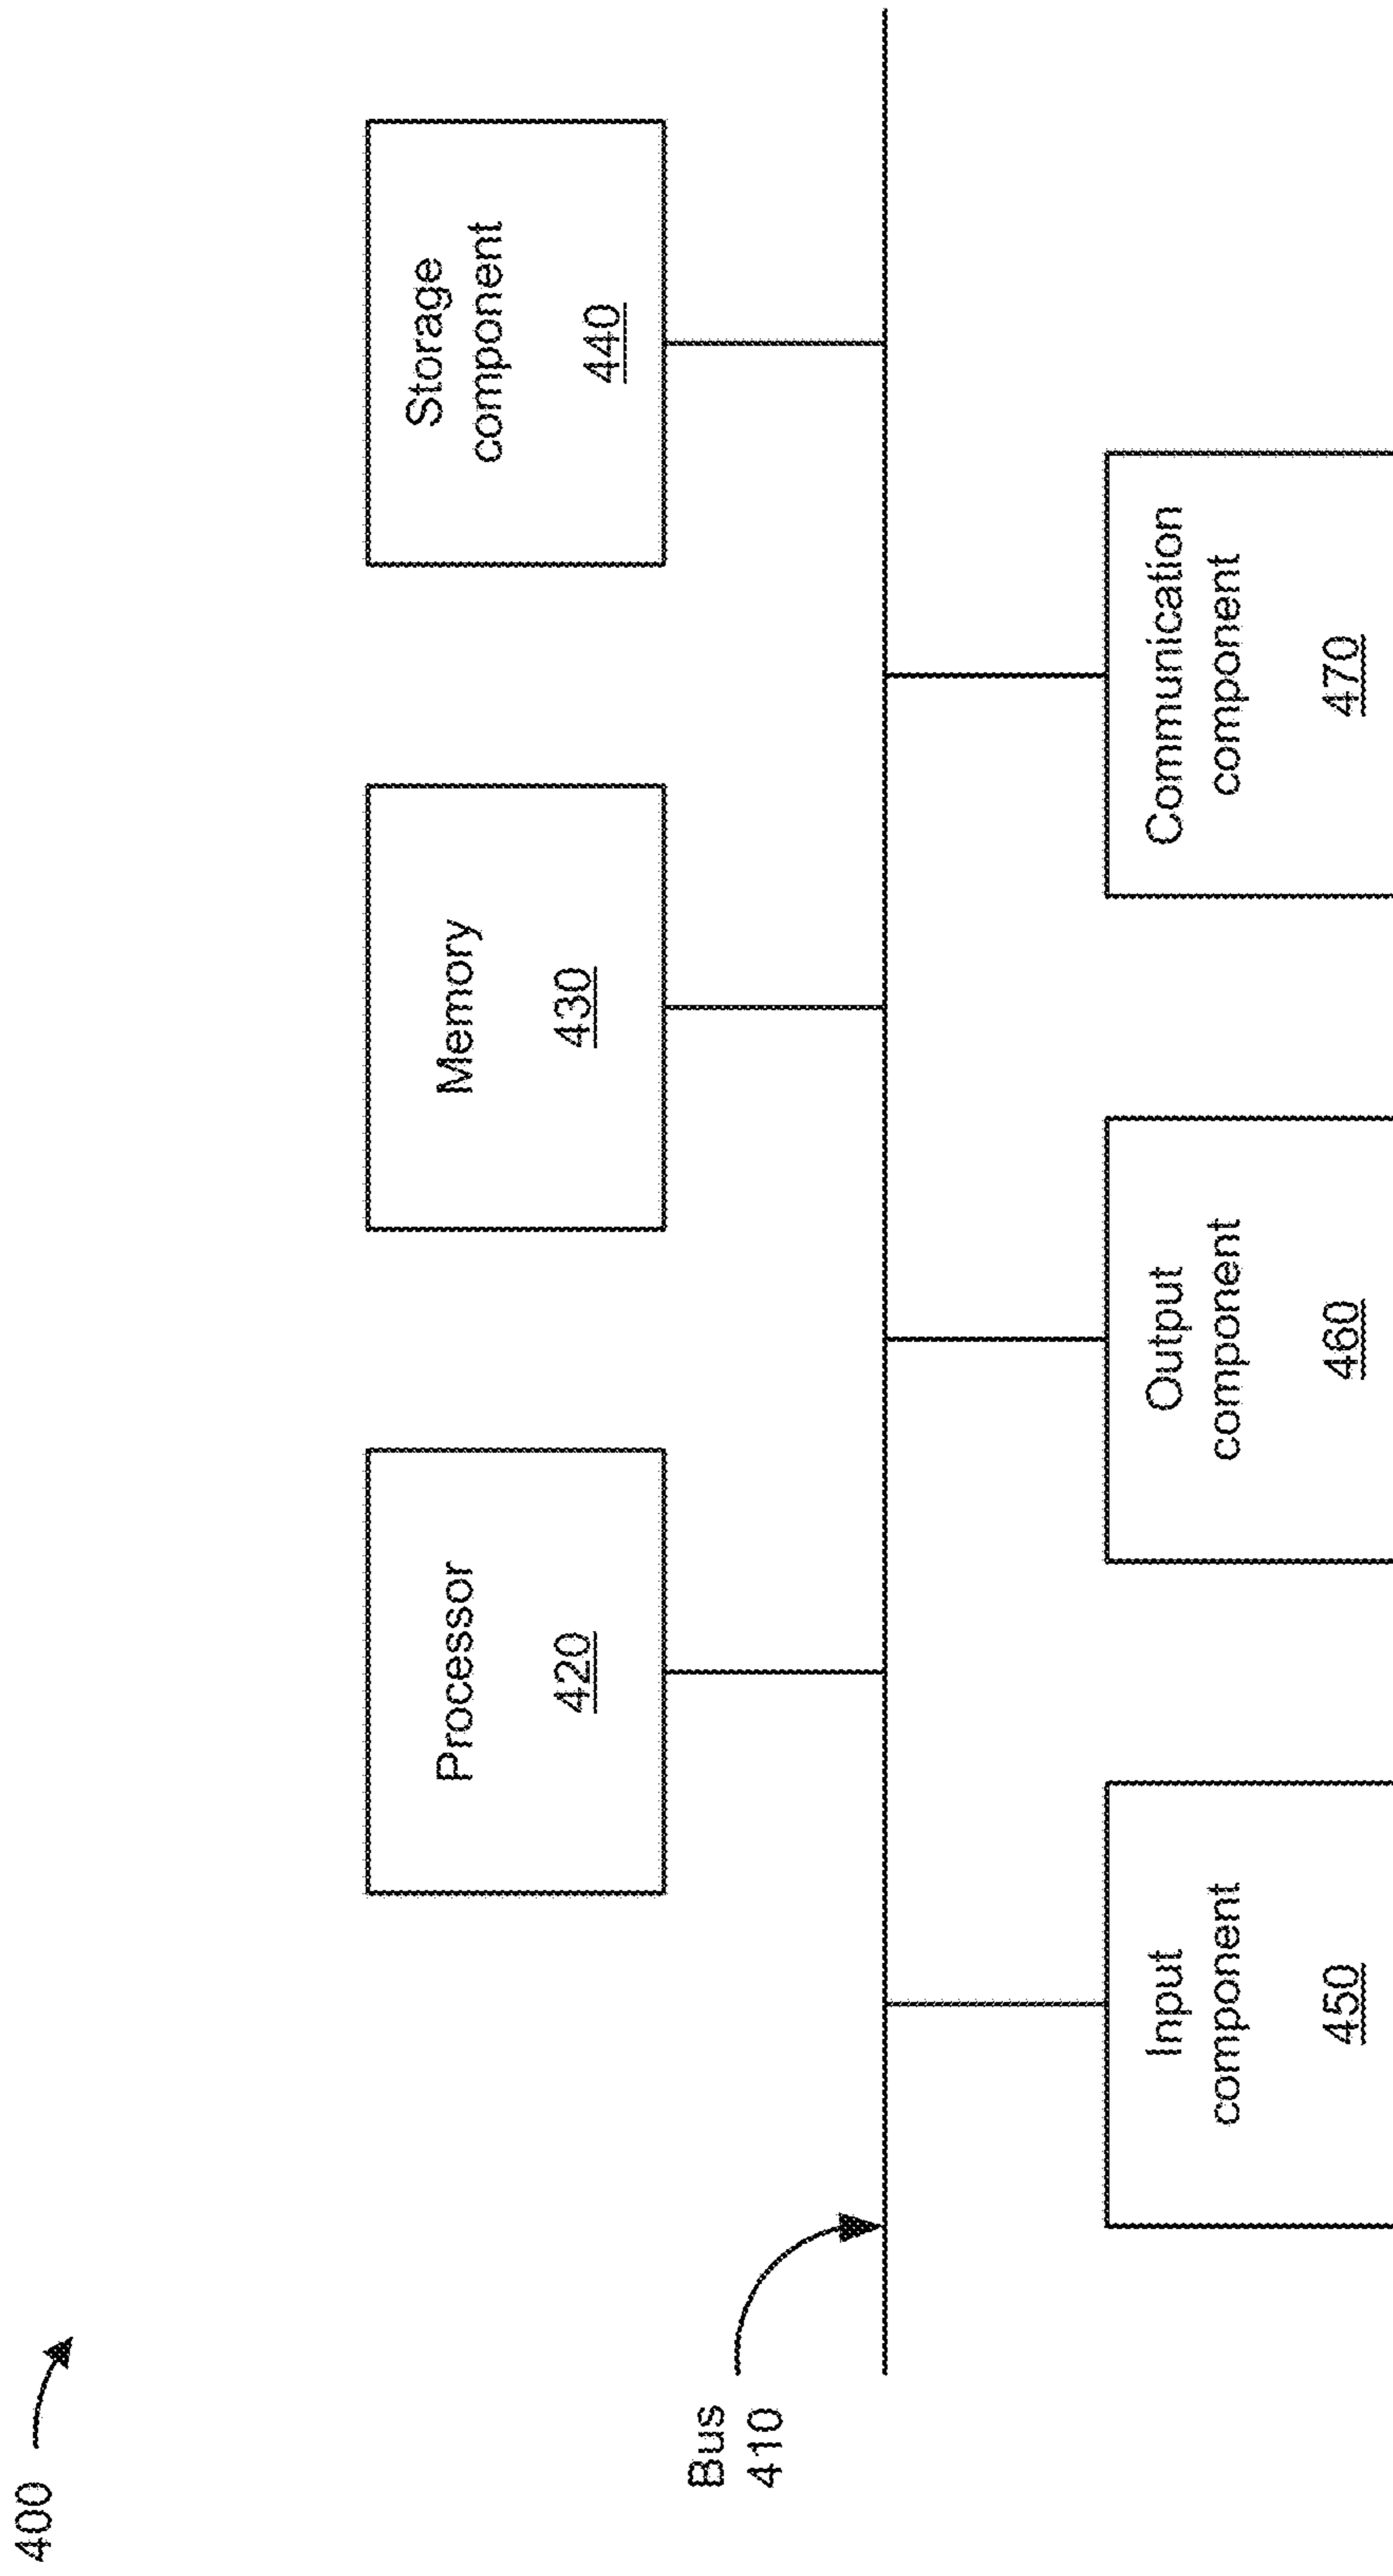 400
Processor
420
Memory
430
Storage
component
440
Bus
410
Input
component
450
Output
component
460
Communication
component
470